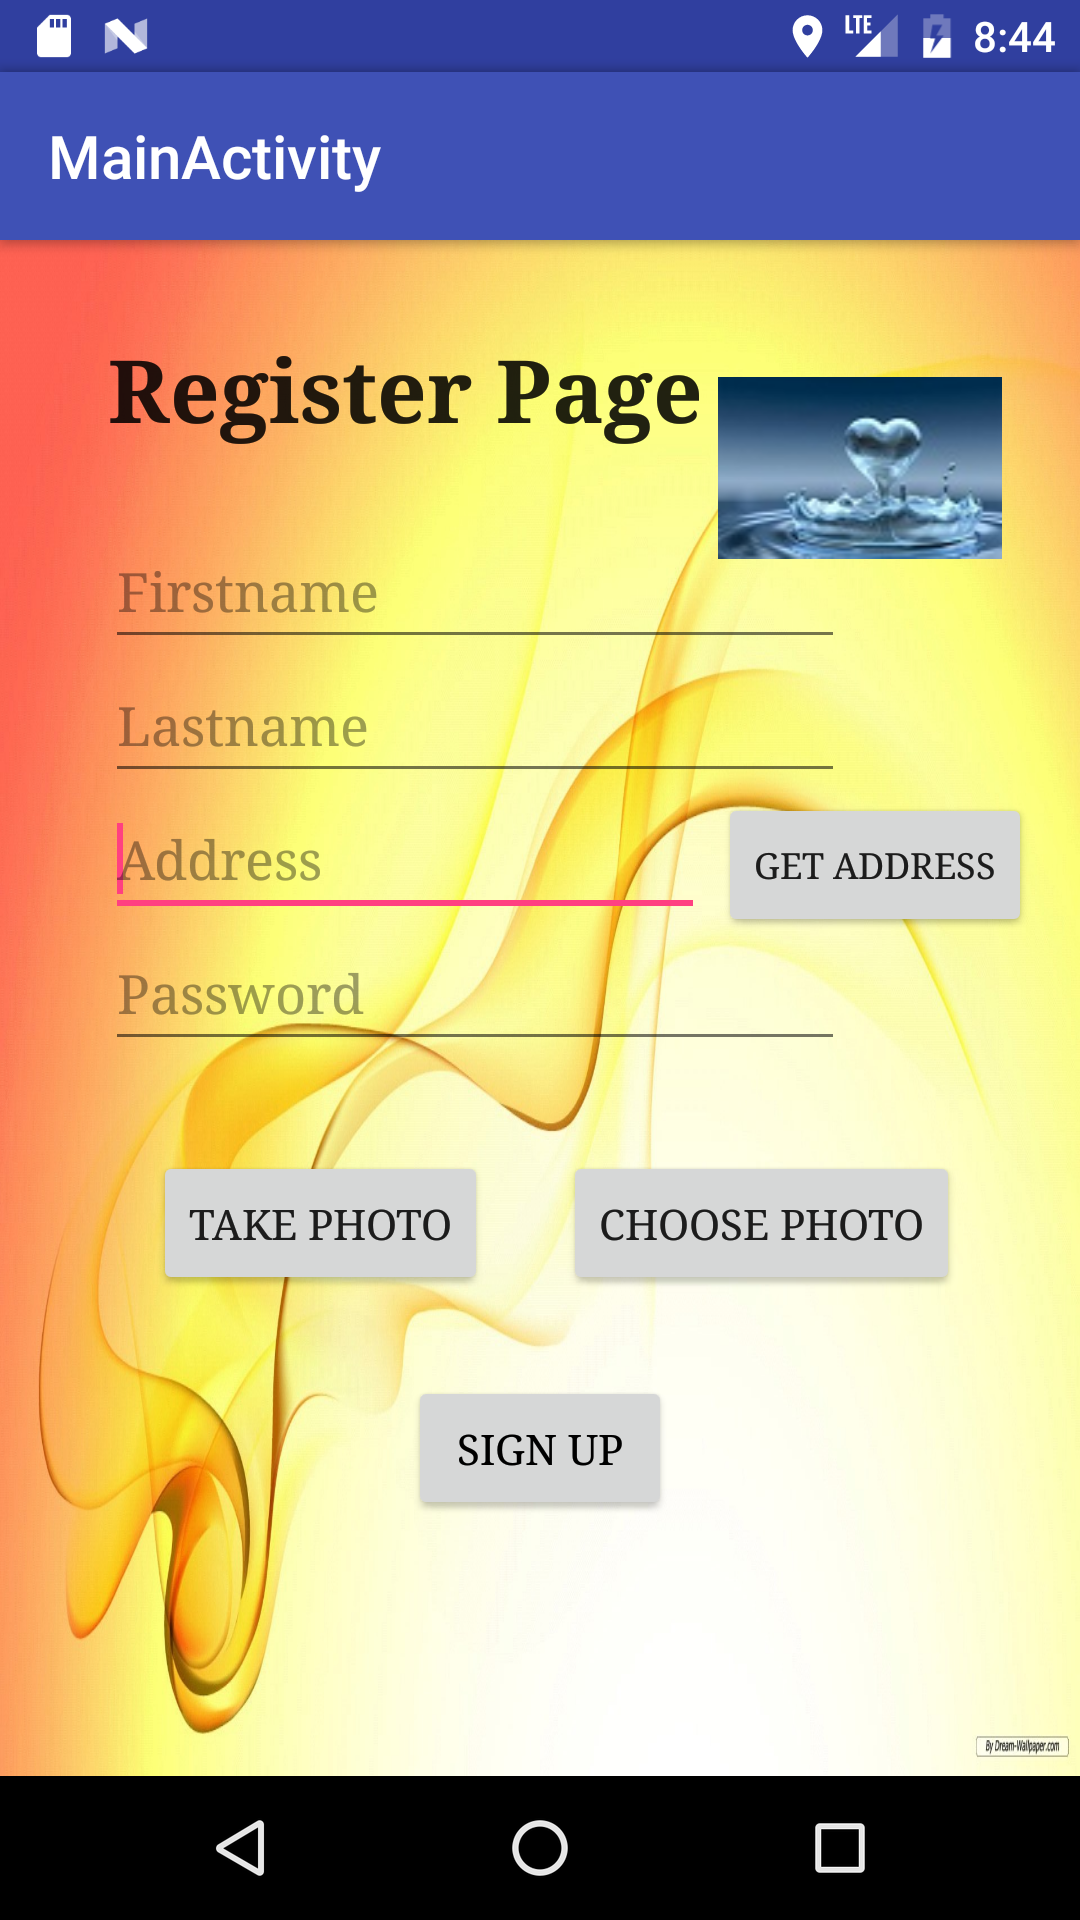 LTE 8:44
MainActivity
Register Page
Firstname
Lastname
Address
GET ADDRESS
Password
TAKE PHOTO
CHOOSE PHOTO
SIGN UP
By Dream-Wallpaper.com